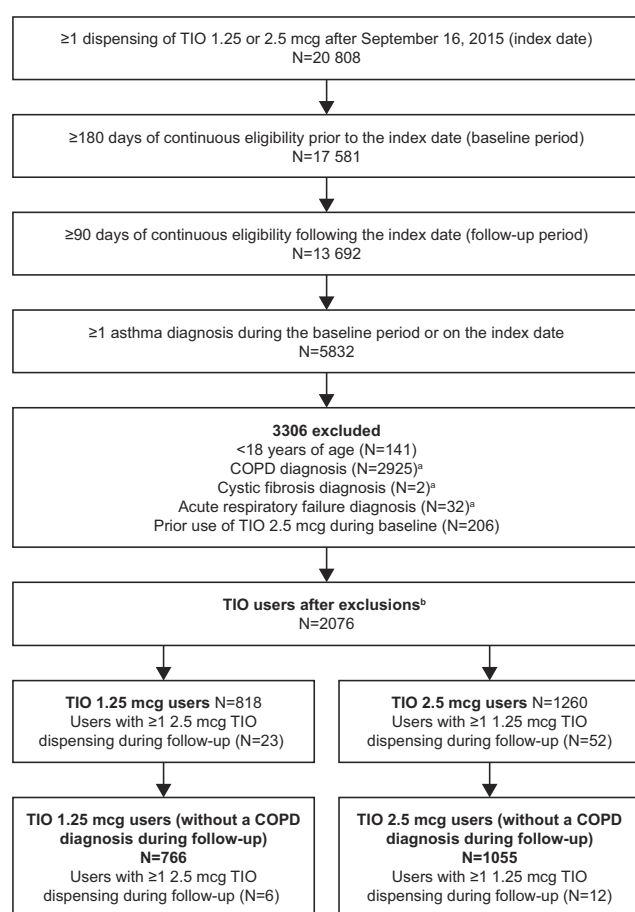 ≥1 dispensing of TIO 1.25 or 2.5 mcg after September 16, 2015 (index date)
N=20 808
≥180 days of continuous eligibility prior to the index date (baseline period)
N=17 581
≥90 days of continuous eligibility following the index date (follow-up period)
N=13 692
≥1 asthma diagnosis during the baseline period or on the index date
N=5832
3306 excluded
<18 years of age (N=141)
COPD diagnosis (N=2925)ᵃ
Cystic fibrosis diagnosis (N=2)ᵃ
Acute respiratory failure diagnosis (N=32)ᵃ
Prior use of TIO 2.5 mcg during baseline (N=206)
TIO users after exclusionsᵇ
N=2076
TIO 1.25 mcg users N=818
Users with ≥1 2.5 mcg TIO
dispensing during follow-up (N=23)
TIO 2.5 mcg users N=1260
Users with ≥1 1.25 mcg TIO
dispensing during follow-up (N=52)
TIO 1.25 mcg users (without a COPD
diagnosis during follow-up)
N=766
Users with ≥1 2.5 mcg TIO
dispensing during follow-up (N=6)
TIO 2.5 mcg users (without a COPD
diagnosis during follow-up)
N=1055
Users with ≥1 1.25 mcg TIO
dispensing during follow-up (N=12)